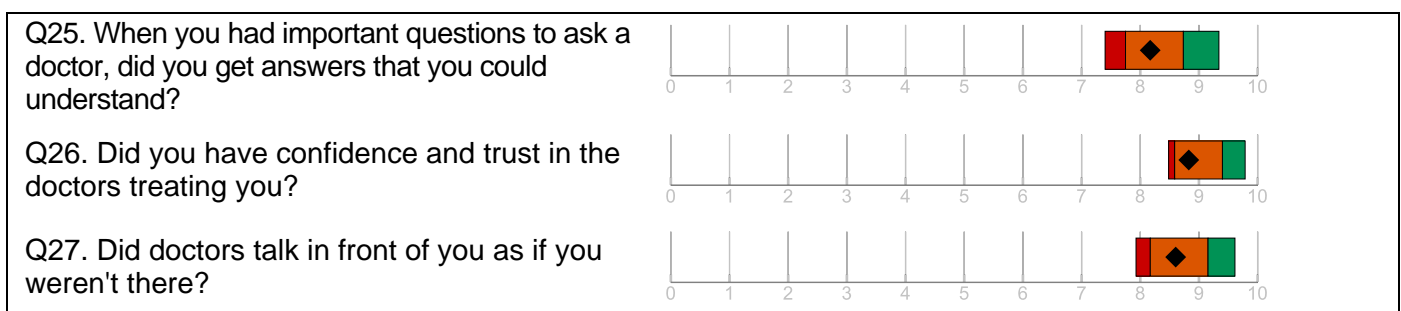 Q25. When you had important questions to ask a
doctor, did you get answers that you could
understand?
0 1 2 3 4 5 6 7 8 9 10
Q26. Did you have confidence and trust in the
doctors treating you?
0 1 2 3 4 5 6 7 8 9 10
Q27. Did doctors talk in front of you as if you
weren't there?
0 1 2 3 4 5 6 7 8 9 10